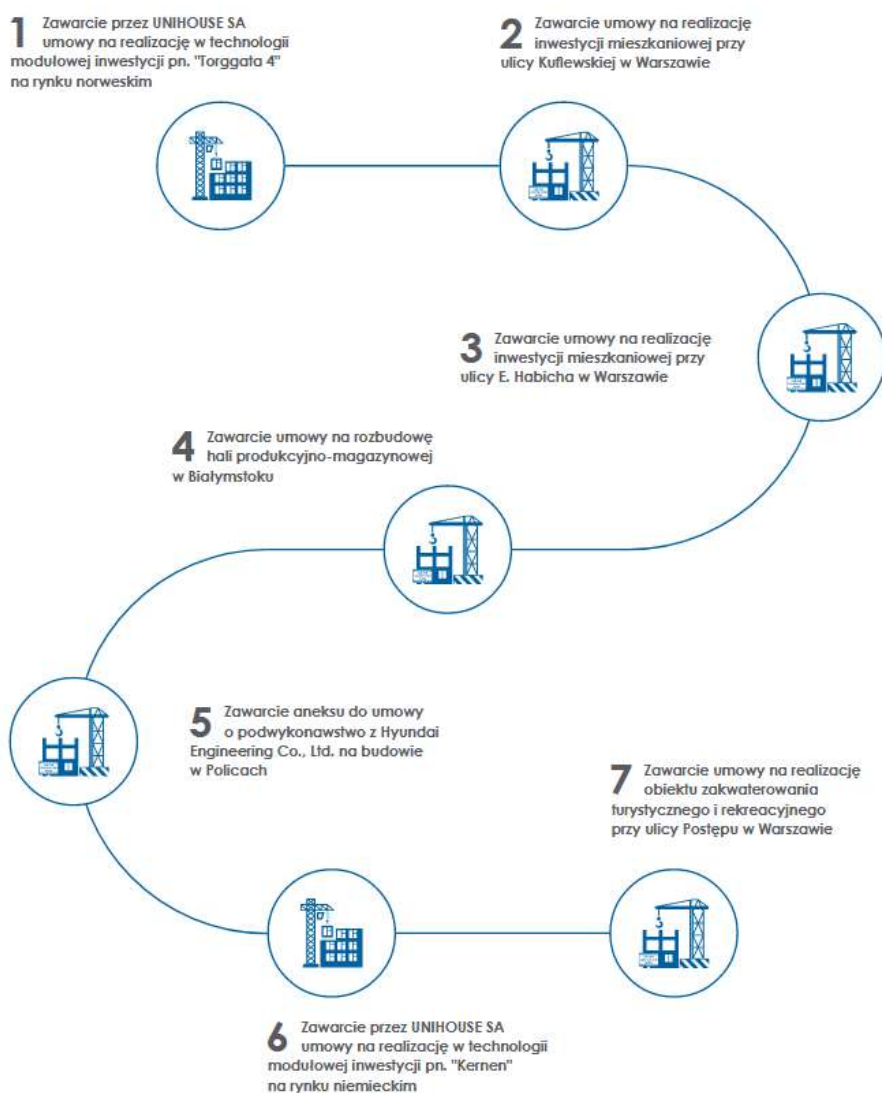 1 Zawarcie przez UNIHOUSE SA
umowy na realizację w technologii
modułowej inwestycji pn. "Torggata 4"
na rynku norweskim
2 Zawarcie umowy na realizację
inwestycji mieszkaniowej przy
ulicy Kuflewskiej w Warszawie
3 Zawarcie umowy na realizację
inwestycji mieszkaniowej przy
ulicy E. Habicha w Warszawie
4 Zawarcie umowy na rozbudowę
hali produkcyjno-magazynowej
w Białymstoku
5 Zawarcie aneksu do umowy
o podwykonawstwo z Hyundai
Engineering Co., Ltd. na budowie
w Policach
6 Zawarcie przez UNIHOUSE SA
umowy na realizację w technologii
modułowej inwestycji pn. "Kernen"
na rynku niemieckim
7 Zawarcie umowy na realizację
obiektu zakwaterowania
turystycznego i rekreacyjnego
przy ulicy Postępu w Warszawie